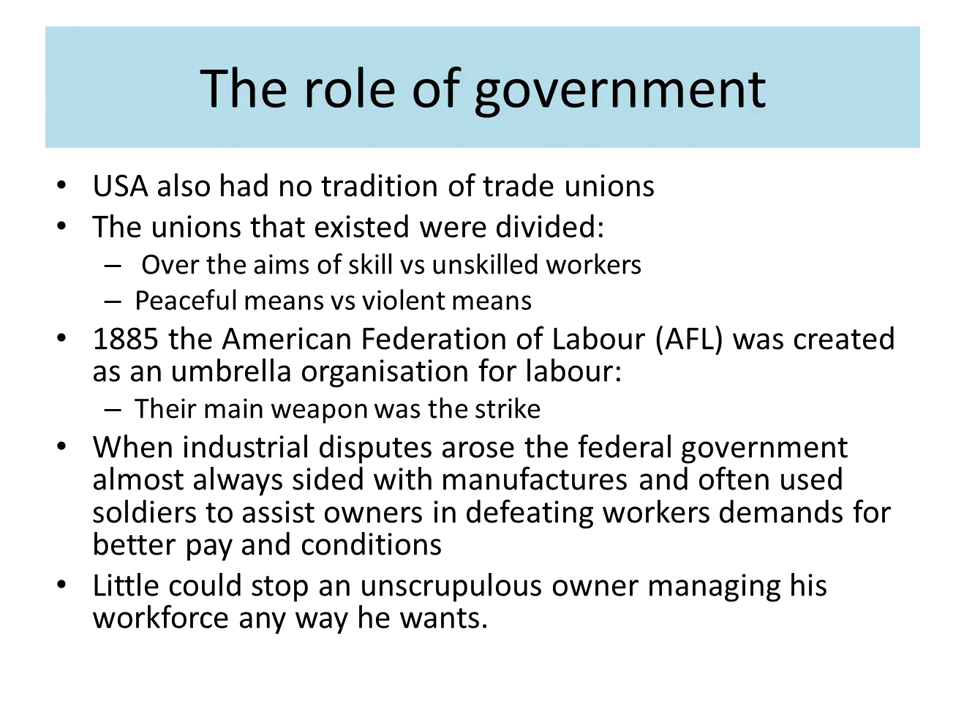 The role of government
• USA also had no tradition of trade unions
• The unions that existed were divided:
– Over the aims of skill vs unskilled workers
– Peaceful means vs violent means
• 1885 the American Federation of Labour (AFL) was created
as an umbrella organisation for labour:
– Their main weapon was the strike
• When industrial disputes arose the federal government
almost always sided with manufactures and often used
soldiers to assist owners in defeating workers demands for
better pay and conditions
• Little could stop an unscrupulous owner managing his
workforce any way he wants.